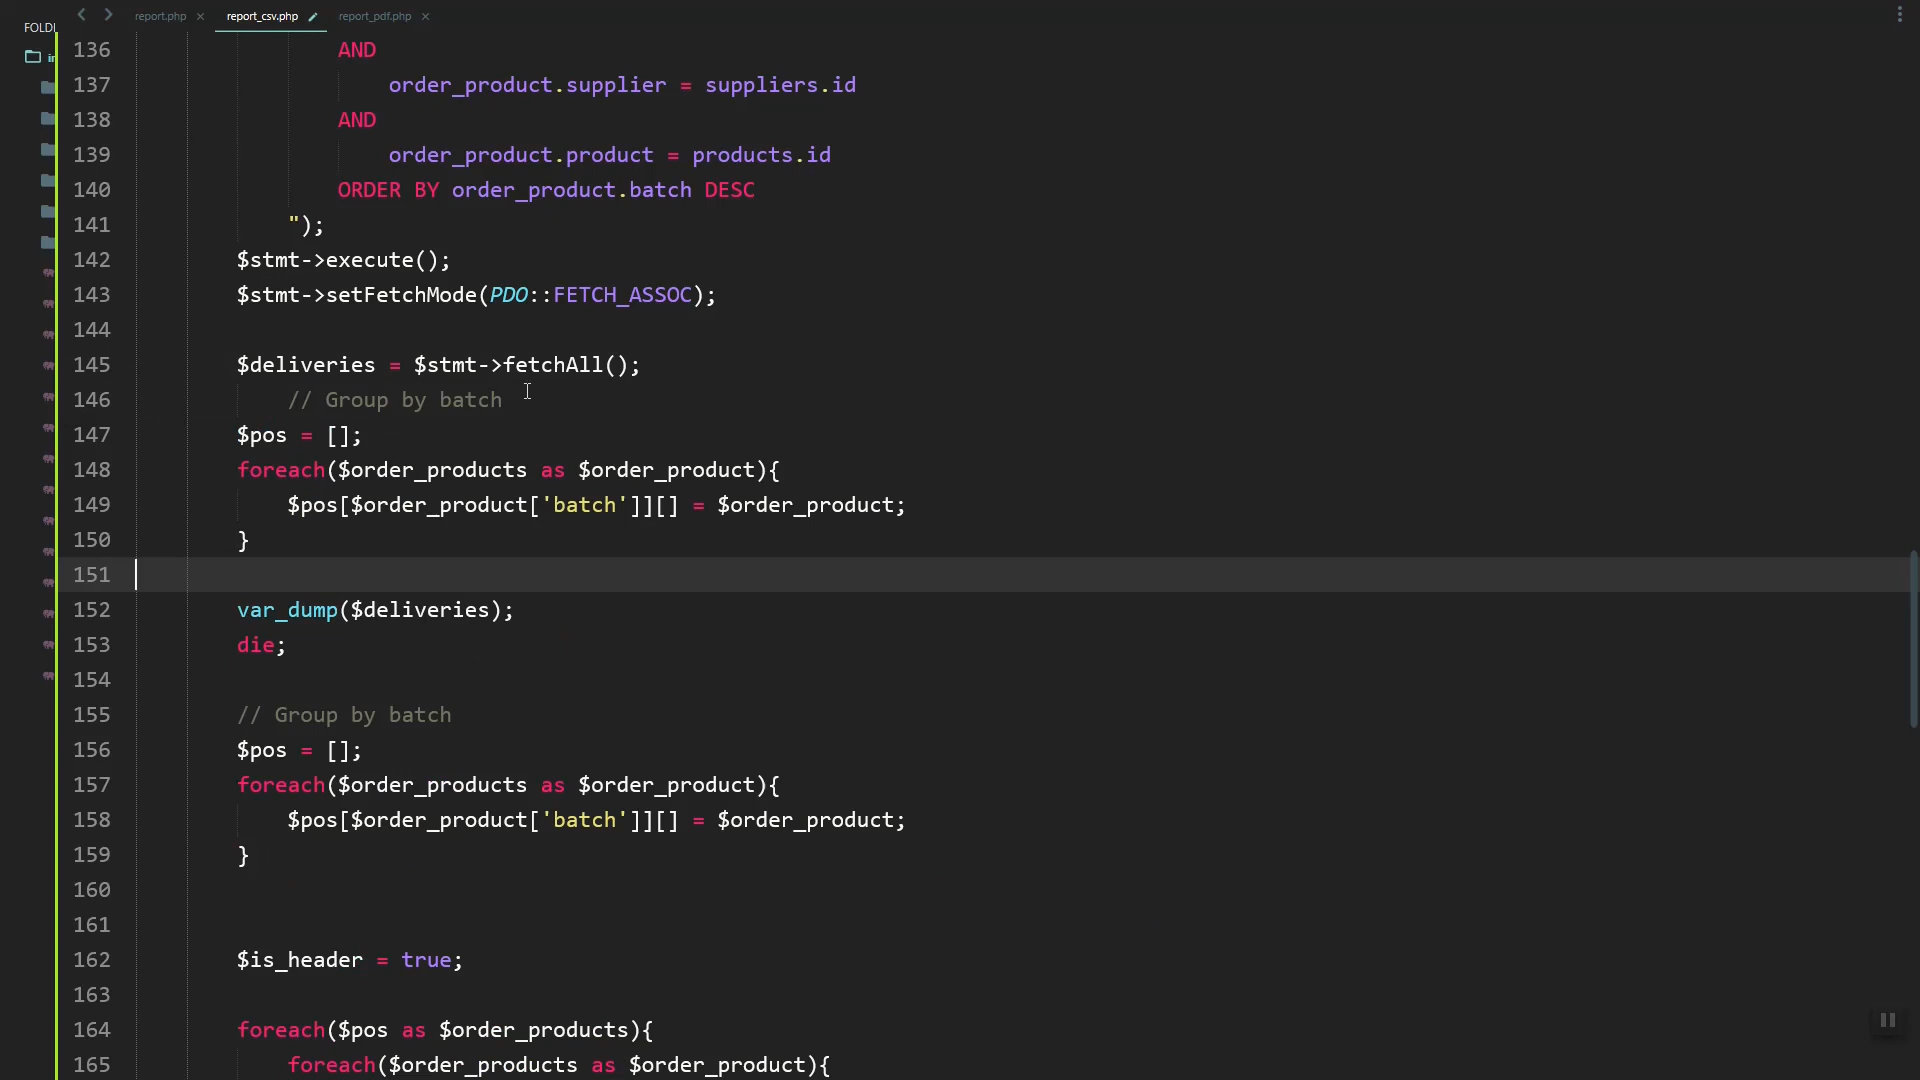 report.php × report_csv.php report_pdf.php ×
FOLD
136 AND
137 order_product.supplier = suppliers.id
138 AND
139 order_product.product = products.id
140 ORDER BY order_product.batch DESC
141 ");
142 $stmt->execute();
143 $stmt->setFetchMode(PDO::FETCH_ASSOC);
144
145 $deliveries = $stmt->fetchAll();
146 // Group by batch
147 $pos = [];
148 foreach($order_products as $order_product){
149 $pos[$order_product['batch']][] = $order_product;
150 }
151
152 var_dump($deliveries);
153 die;
154
155 // Group by batch
156 $pos = [];
157 foreach($order_products as $order_product){
158 $pos[$order_product['batch']][] = $order_product;
159 }
160
161
162 $is_header = true;
163
164 foreach($pos as $order_products){
165 foreach($order_products as $order_product){